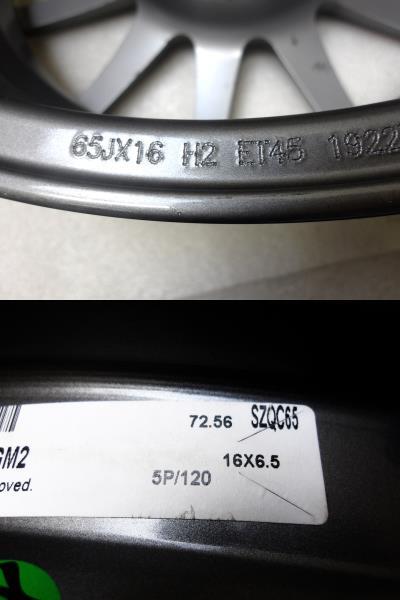 65JX16 H2 ET45 1922
72.56 SZQC65
GM2 16X6.5
oved. 5P/120